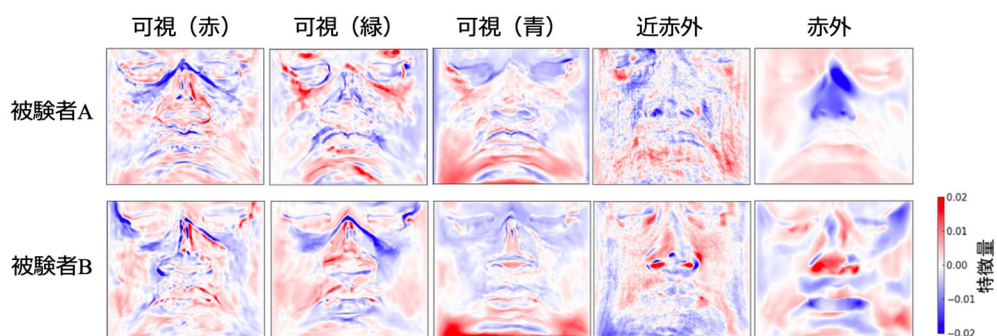 可視（赤）
可視（緑）
可視（青）
近赤外
赤外
被験者A
被験者B
0.02
0.01
0.00
−0.01
−0.02
特徴量